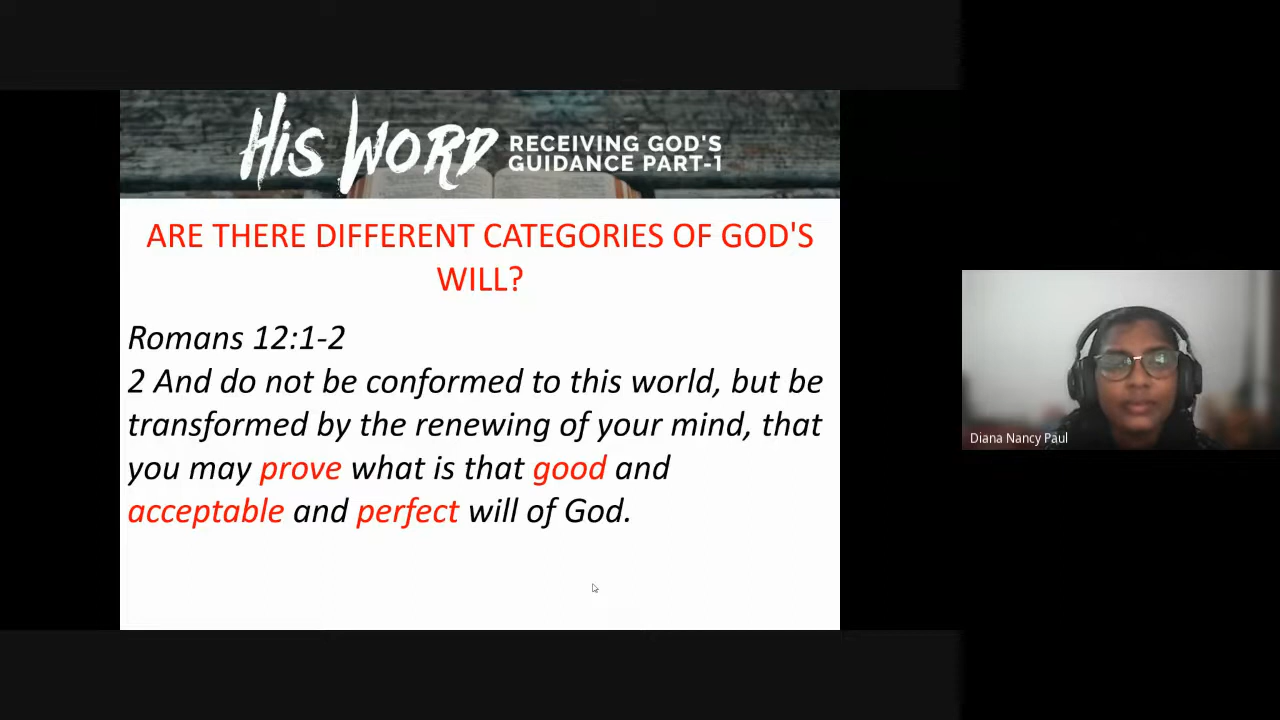 HIS WORD RECEIVING GOD'S
GUIDANCE PART-1
ARE THERE DIFFERENT CATEGORIES OF GOD'S
WILL?
Romans 12:1-2
2 And do not be conformed to this world, but be
transformed by the renewing of your mind, that
you may prove what is that good and
acceptable and perfect will of God.
Diana Nancy Paul